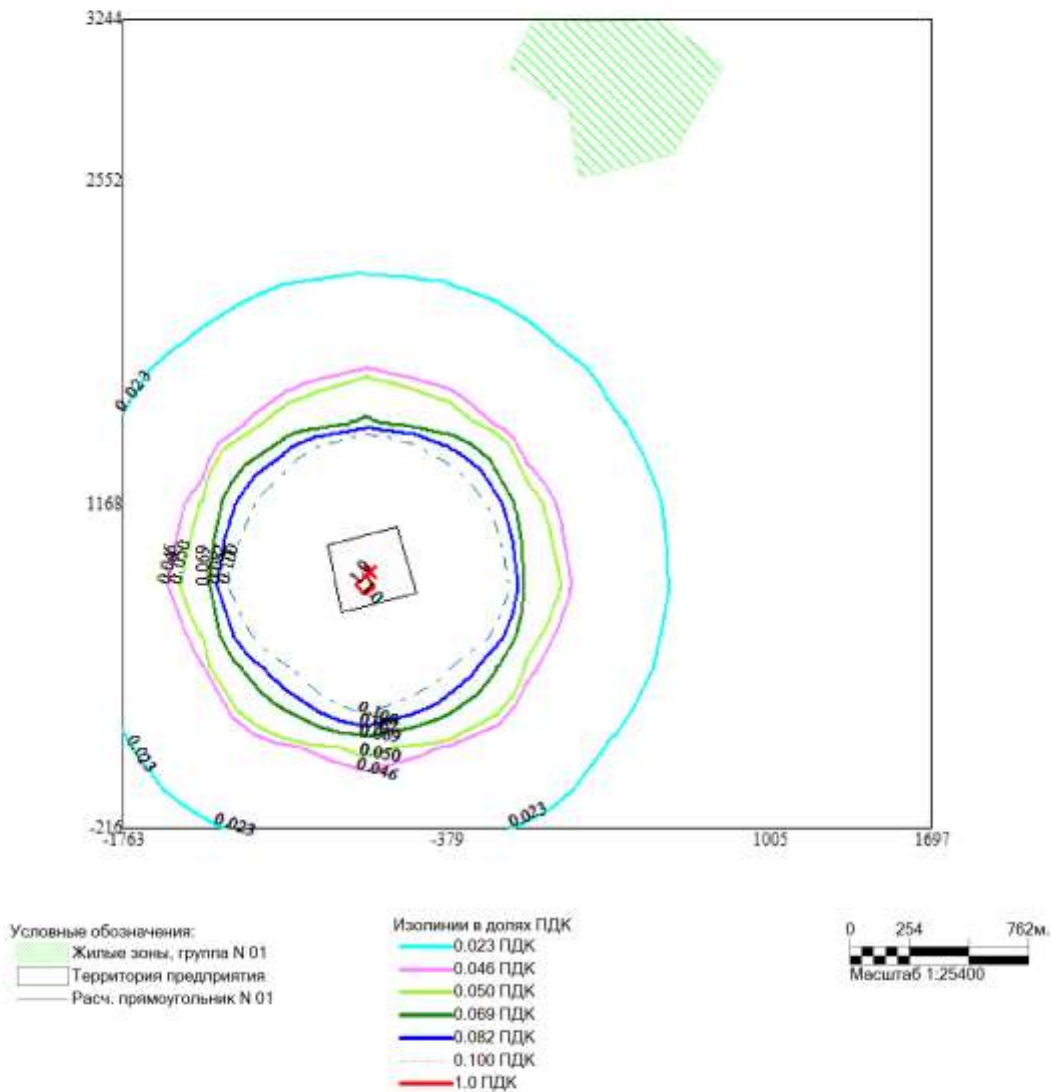 3244
2552
0.023
1168
0.046
0.050
0.069
0.082
0.100
1.0
0.100
0.082
0.069
0.050
0.046
0.023
0.023
0.023
-216
-1763
-379
1005
1697
Условные обозначения:
Жилые зоны, группа N 01
Территория предприятия
Расч. прямоугольник N 01
Изолинии в долях ПДК
0.023 ПДК
0.046 ПДК
0.050 ПДК
0.069 ПДК
0.082 ПДК
0.100 ПДК
1.0 ПДК
0 254 762м.
Масштаб 1:25400